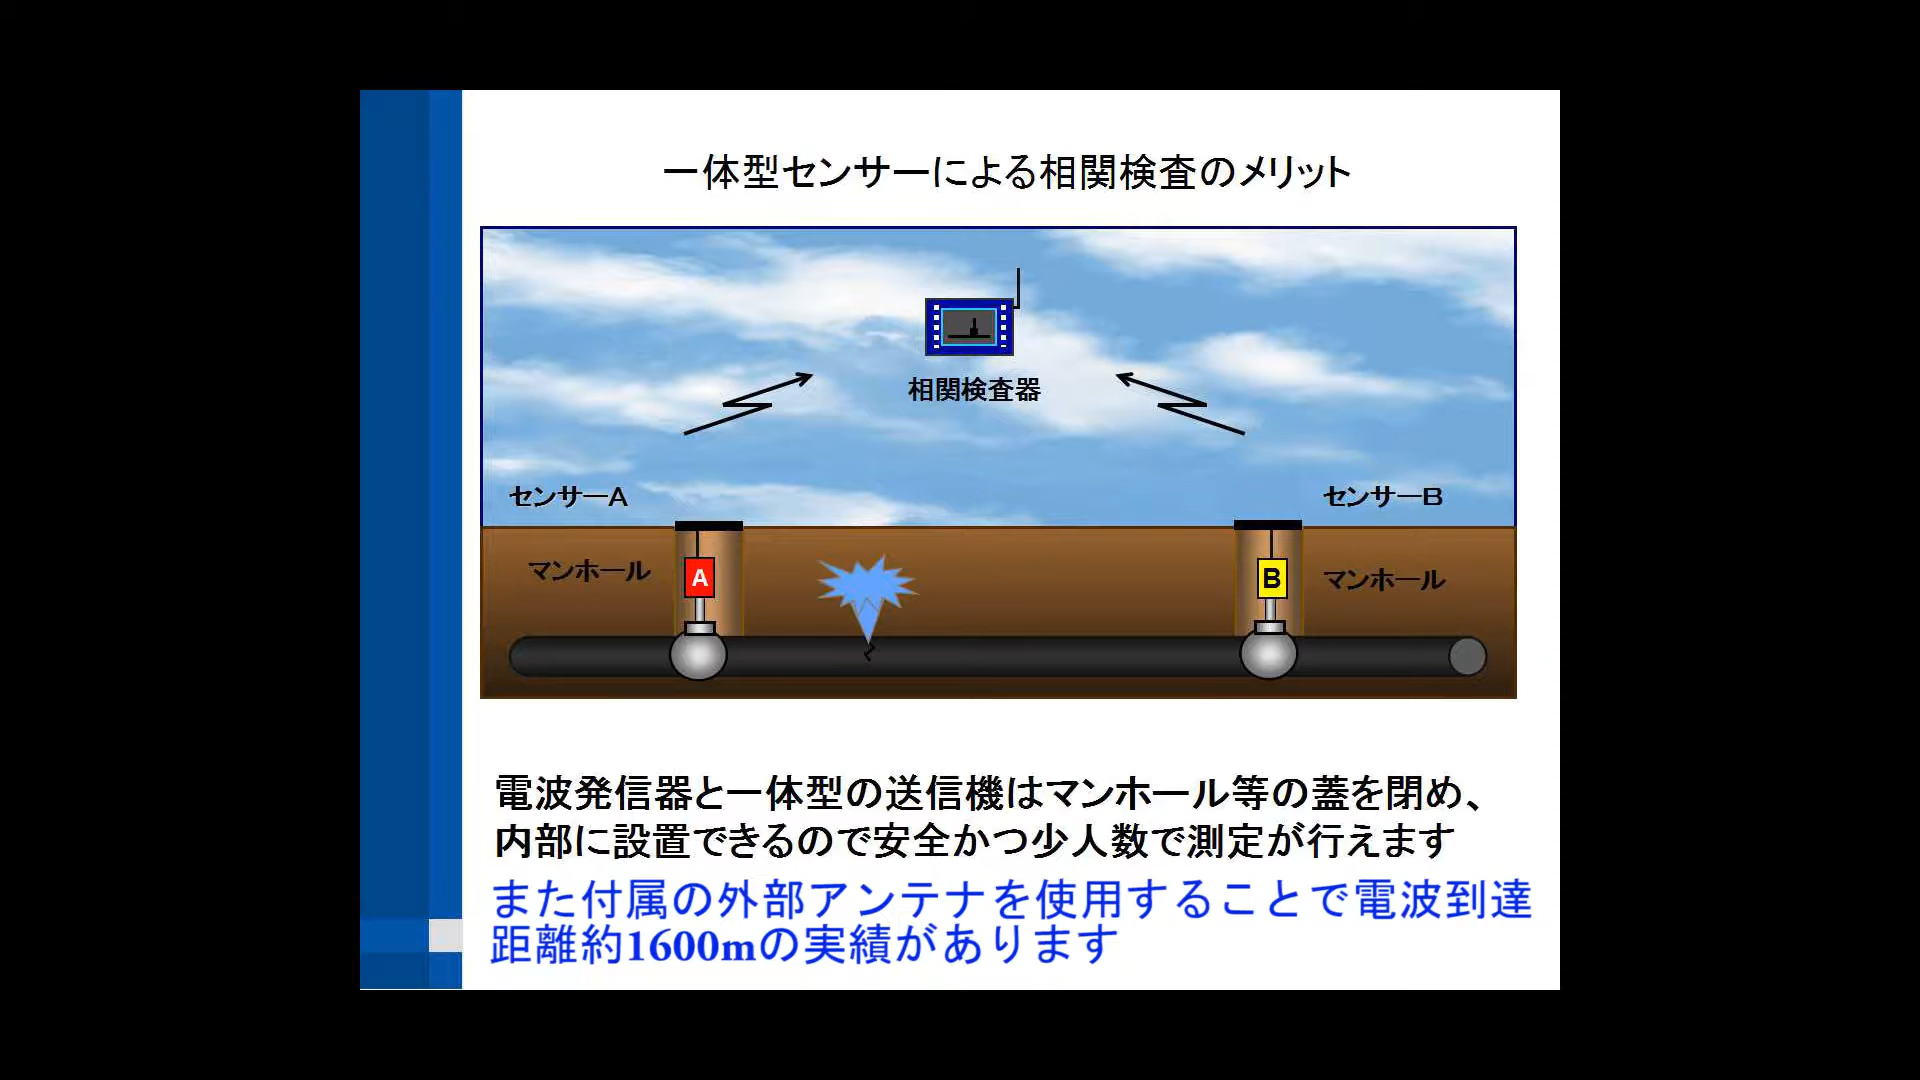 一体型センサーによる相関検査のメリット
相関検査器
センサーA
センサーB
マンホール
A
B
マンホール
電波発信器と一体型の送信機はマンホール等の蓋を閉め、
内部に設置できるので安全かつ少人数で測定が行えます
また付属の外部アンテナを使用することで電波到達
距離約1600mの実績があります